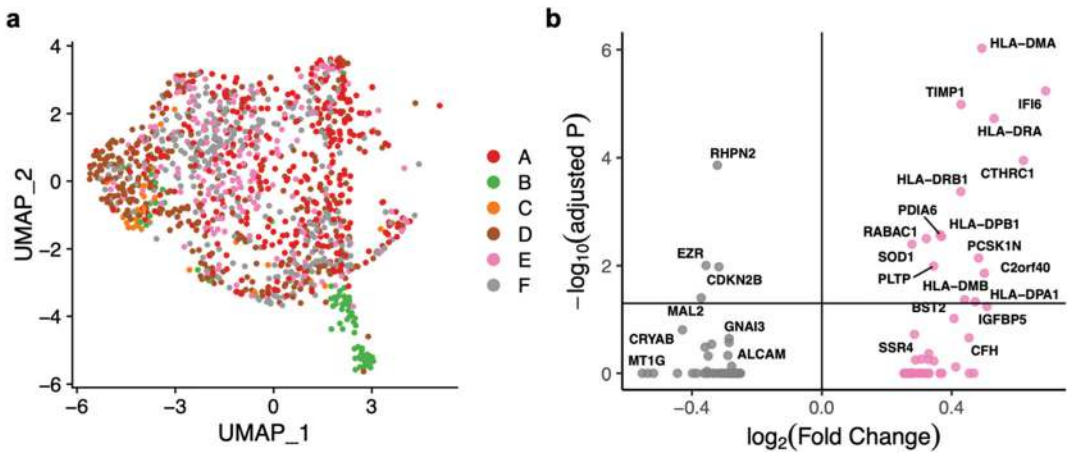 a
4
2
0
−2
−4
−6
UMAP_2
−6
−3
0
3
UMAP_1
A
B
C
D
E
F
b
−6
4
2
0
−log10(adjusted P)
−0.4
0.0
0.4
log2(Fold Change)
HLA−DMA
TIMP1
IFI6
HLA−DRA
RHPN2
CTHRC1
HLA−DRB1
PDIA6
HLA−DPB1
RABAC1
PCSK1N
EZR
SOD1
C2orf40
CDKN2B
PLTP
HLA−DMB
HLA−DPA1
MAL2
BST2
IGFBP5
CRYAB
GNAI3
SSR4
CFH
MT1G
ALCAM